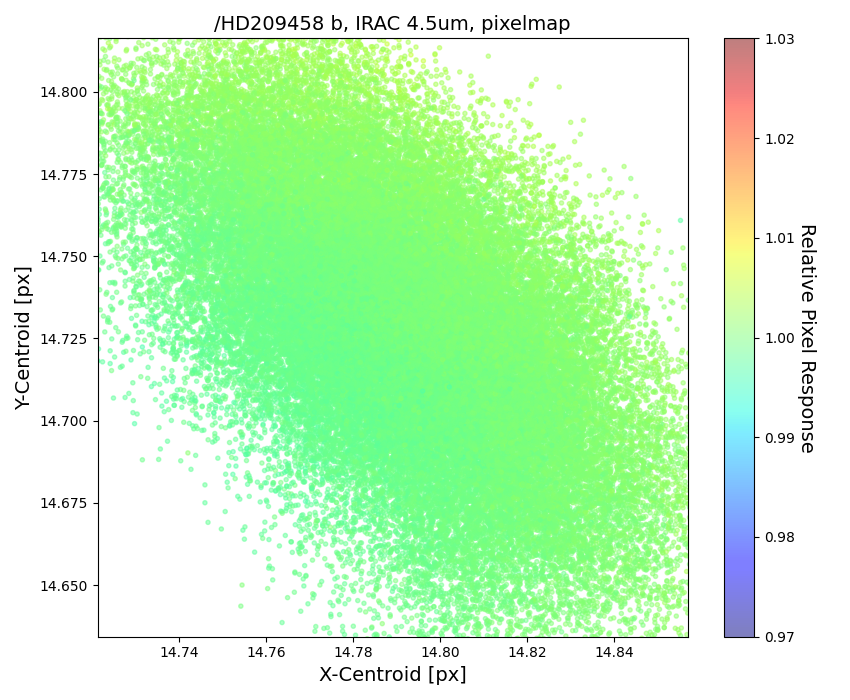 /HD209458 b, IRAC 4.5um, pixelmap
14.800
14.775
14.750
14.725
14.700
14.675
14.650
Y-Centroid [px]
14.74 14.76 14.78 14.80 14.82 14.84
X-Centroid [px]
1.03
1.02
1.01
1.00
0.99
0.98
0.97
Relative Pixel Response